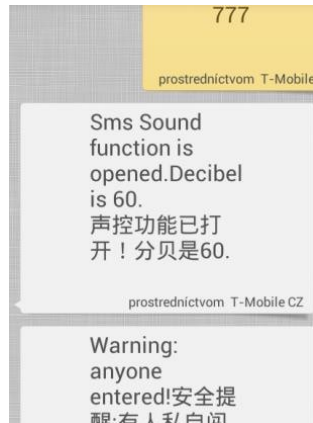 777
prostredníctvom T-Mobile
Sms Sound
function is
opened.Decibel
is 60.
声控功能已打
开！分贝是60.
prostredníctvom T-Mobile CZ
Warning:
anyone
entered!安全提
醒:有人私自闯